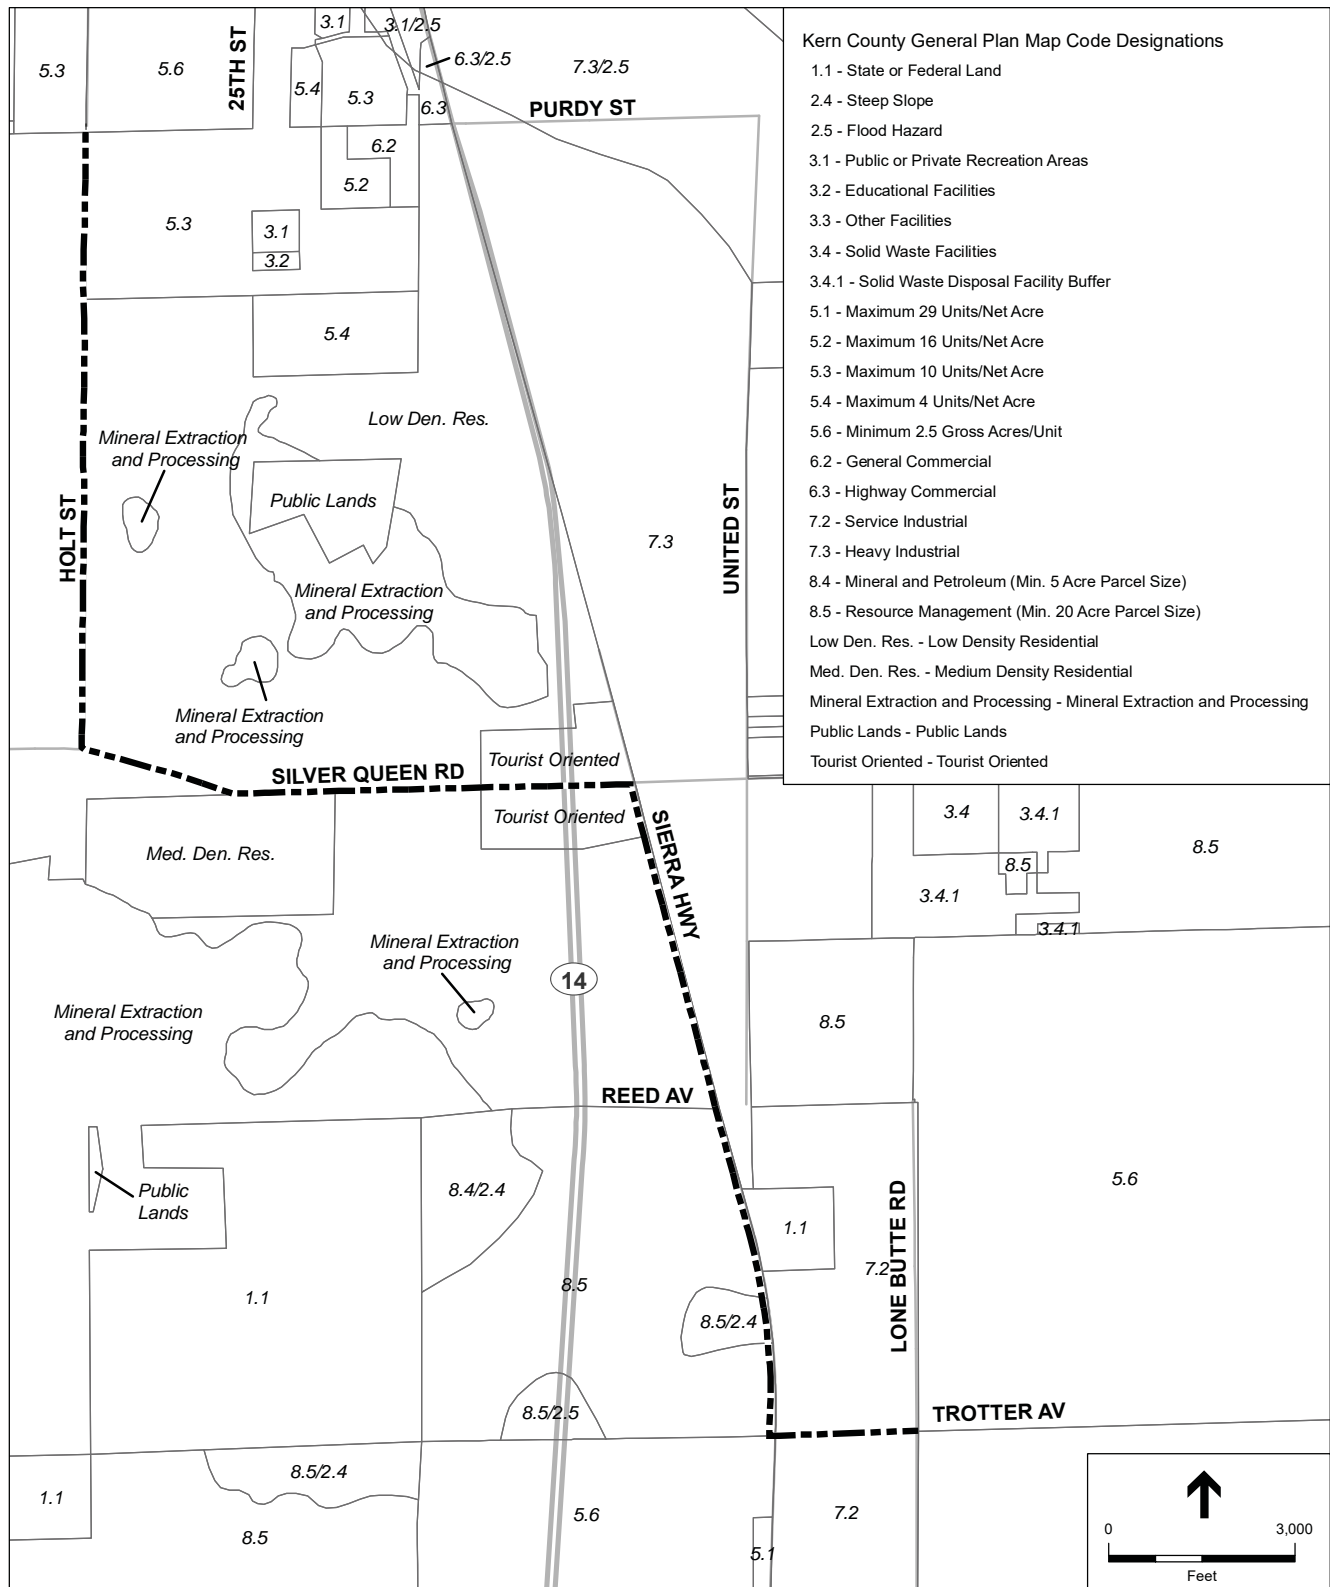 Kern County General Plan Map Code Designations
1.1 - State or Federal Land
2.4 - Steep Slope
2.5 - Flood Hazard
3.1 - Public or Private Recreation Areas
3.2 - Educational Facilities
3.3 - Other Facilities
3.4 - Solid Waste Facilities
3.4.1 - Solid Waste Disposal Facility Buffer
5.1 - Maximum 29 Units/Net Acre
5.2 - Maximum 16 Units/Net Acre
5.3 - Maximum 10 Units/Net Acre
5.4 - Maximum 4 Units/Net Acre
5.6 - Minimum 2.5 Gross Acres/Unit
6.2 - General Commercial
6.3 - Highway Commercial
7.2 - Service Industrial
7.3 - Heavy Industrial
8.4 - Mineral and Petroleum (Min. 5 Acre Parcel Size)
8.5 - Resource Management (Min. 20 Acre Parcel Size)
Low Den. Res. - Low Density Residential
Med. Den. Res. - Medium Density Residential
Mineral Extraction and Processing - Mineral Extraction and Processing
Public Lands - Public Lands
Tourist Oriented - Tourist Oriented
3.1
3.1/2.5
25TH ST
6.3/2.5
7.3/2.5
5.3
5.6
5.4
5.3
6.3
PURDY ST
6.2
5.2
5.3
3.1
3.2
5.4
Low Den. Res.
Mineral Extraction
and Processing
Public Lands
HOLT ST
UNITED ST
7.3
Mineral Extraction
and Processing
Mineral Extraction
and Processing
Tourist Oriented
SILVER QUEEN RD
Tourist Oriented
SIERRA HWY
Med. Den. Res.
3.4
3.4.1
8.5
8.5
3.4.1
3.4.1
Mineral Extraction
and Processing
14
Mineral Extraction
and Processing
8.5
REED AV
Public
Lands
8.4/2.4
5.6
1.1
7.2
LONE BUTTE RD
1.1
8.5
8.5/2.4
8.5/2.5
TROTTER AV
8.5/2.4
1.1
8.5
5.6
7.2
5.1
0
3,000
Feet